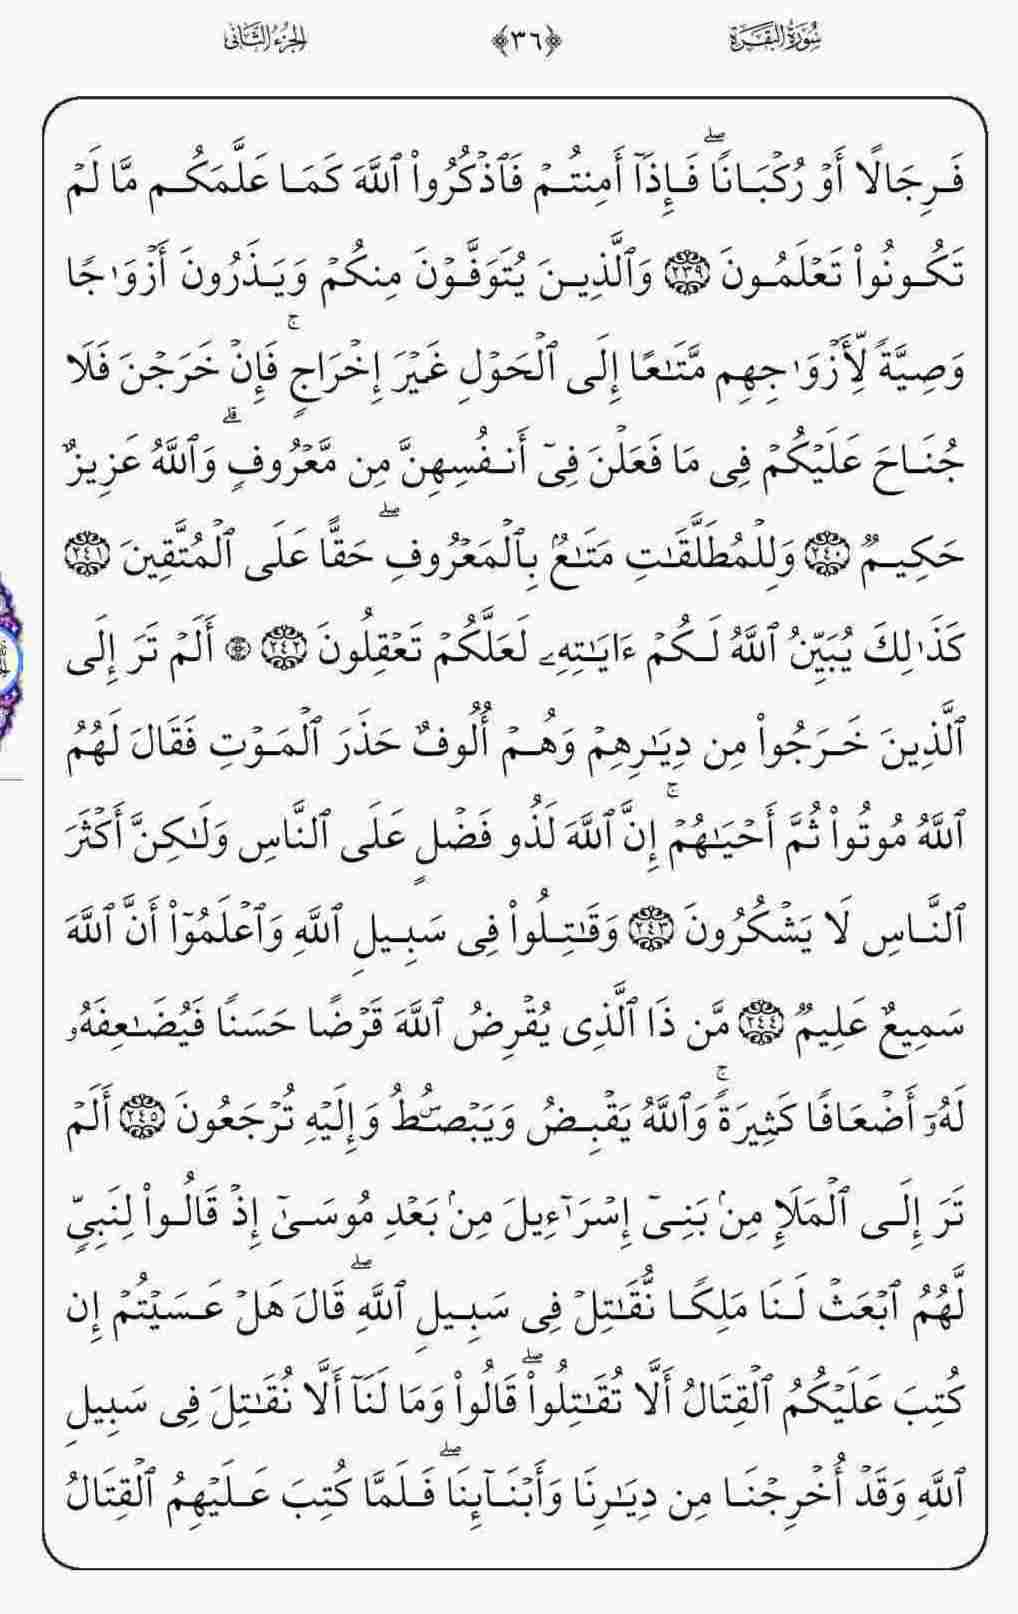 سُورَةُ البَقَرَة
﴿٣٦﴾
الجُزءُ الثَّانِي
فَرِجَالًا أَوۡ رُكۡبَانٗاۖ فَإِذَآ أَمِنتُمۡ فَٱذۡكُرُواْ ٱللَّهَ كَمَا عَلَّمَكُم مَّا لَمۡ
تَكُونُواْ تَعۡلَمُونَ ٢٣٩ وَٱلَّذِينَ يُتَوَفَّوۡنَ مِنكُمۡ وَيَذَرُونَ أَزۡوَٰجٗا
وَصِيَّةٗ لِّأَزۡوَٰجِهِم مَّتَٰعًا إِلَى ٱلۡحَوۡلِ غَيۡرَ إِخۡرَاجٖۚ فَإِنۡ خَرَجۡنَ فَلَا
جُنَاحَ عَلَيۡكُمۡ فِي مَا فَعَلۡنَ فِيٓ أَنفُسِهِنَّ مِن مَّعۡرُوفٖۗ وَٱللَّهُ عَزِيزٌ
حَكِيمٞ ٢٤٠ وَلِلۡمُطَلَّقَٰتِ مَتَٰعُۢ بِٱلۡمَعۡرُوفِۖ حَقًّا عَلَى ٱلۡمُتَّقِينَ ٢٤١
كَذَٰلِكَ يُبَيِّنُ ٱللَّهُ لَكُمۡ ءَايَٰتِهِۦ لَعَلَّكُمۡ تَعۡقِلُونَ ٢٤٢ ۞ أَلَمۡ تَرَ إِلَى
ٱلَّذِينَ خَرَجُواْ مِن دِيَٰرِهِمۡ وَهُمۡ أُلُوفٌ حَذَرَ ٱلۡمَوۡتِ فَقَالَ لَهُمُ
ٱللَّهُ مُوتُواْ ثُمَّ أَحۡيَٰهُمۡۚ إِنَّ ٱللَّهَ لَذُو فَضۡلٍ عَلَى ٱلنَّاسِ وَلَٰكِنَّ أَكۡثَرَ
ٱلنَّاسِ لَا يَشۡكُرُونَ ٢٤٣ وَقَٰتِلُواْ فِي سَبِيلِ ٱللَّهِ وَٱعۡلَمُوٓاْ أَنَّ ٱللَّهَ
سَمِيعٌ عَلِيمٞ ٢٤٤ مَّن ذَا ٱلَّذِي يُقۡرِضُ ٱللَّهَ قَرۡضًا حَسَنٗا فَيُضَٰعِفَهُۥ
لَهُۥٓ أَضۡعَافٗا كَثِيرَةٗۚ وَٱللَّهُ يَقۡبِضُ وَيَبۡصُۜطُ وَإِلَيۡهِ تُرۡجَعُونَ ٢٤٥ أَلَمۡ
تَرَ إِلَى ٱلۡمَلَإِ مِنۢ بَنِيٓ إِسۡرَٰٓءِيلَ مِنۢ بَعۡدِ مُوسَىٰٓ إِذۡ قَالُواْ لِنَبِيّٖ
لَّهُمُ ٱبۡعَثۡ لَنَا مَلِكٗا نُّقَٰتِلۡ فِي سَبِيلِ ٱللَّهِۖ قَالَ هَلۡ عَسَيۡتُمۡ إِن
كُتِبَ عَلَيۡكُمُ ٱلۡقِتَالُ أَلَّا تُقَٰتِلُواْۖ قَالُواْ وَمَا لَنَآ أَلَّا نُقَٰتِلَ فِي سَبِيلِ
ٱللَّهِ وَقَدۡ أُخۡرِجۡنَا مِن دِيَٰرِنَا وَأَبۡنَآئِنَاۖ فَلَمَّا كُتِبَ عَلَيۡهِمُ ٱلۡقِتَالُ